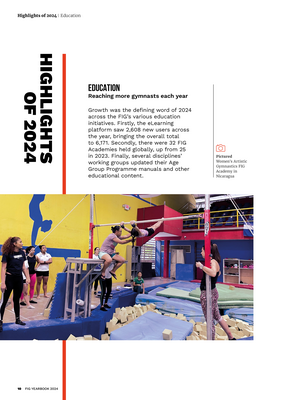 Highlights of 2024 / Education
HIGHLIGHTS
OF 2024
EDUCATION
Reaching more gymnasts each year
Growth was the defining word of 2024
across the FIG's various education
initiatives. Firstly, the eLearning
platform saw 2,608 new users across
the year, bringing the overall total
to 6,171. Secondly, there were 32 FIG
Academies held globally, up from 25
in 2023. Finally, several disciplines'
working groups updated their Age
Group Programme manuals and other
educational content.
Pictured
Women's Artistic
Gymnastics FIG
Academy in
Nicaragua
16 FIG YEARBOOK 2024